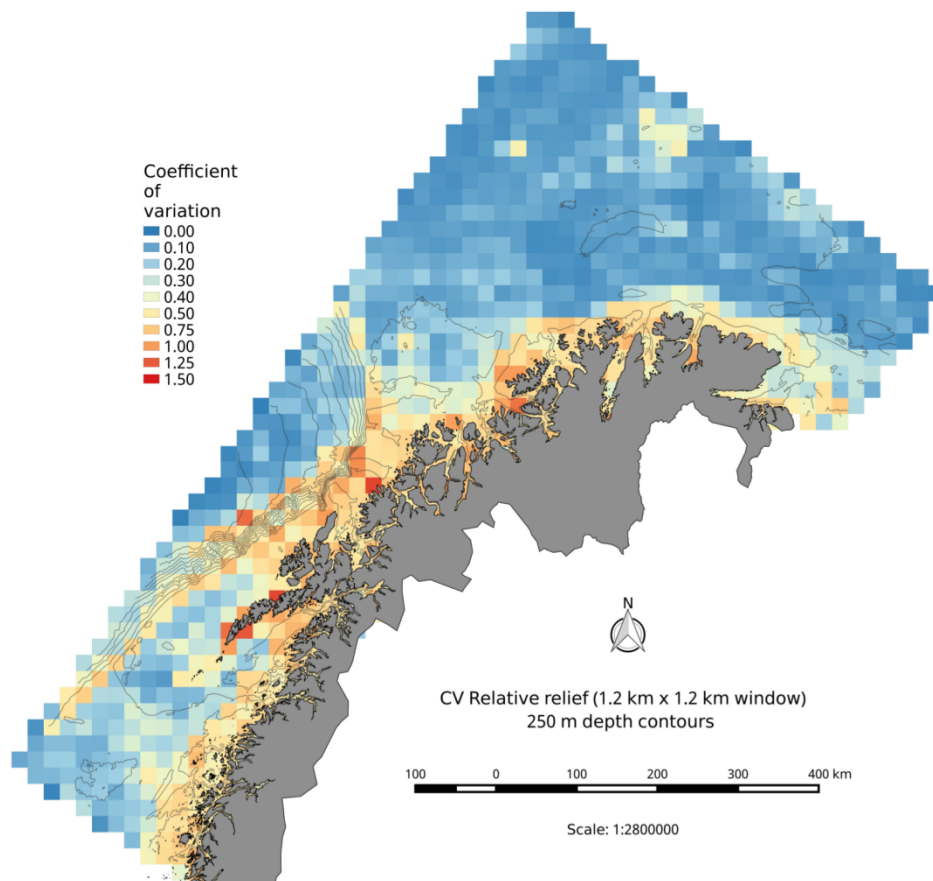 Coefficient
of
variation
0.00
0.10
0.20
0.30
0.40
0.50
0.75
1.00
1.25
1.50
N
CV Relative relief (1.2 km x 1.2 km window)
250 m depth contours
100 0 100 200 300 400 km
Scale: 1:2800000